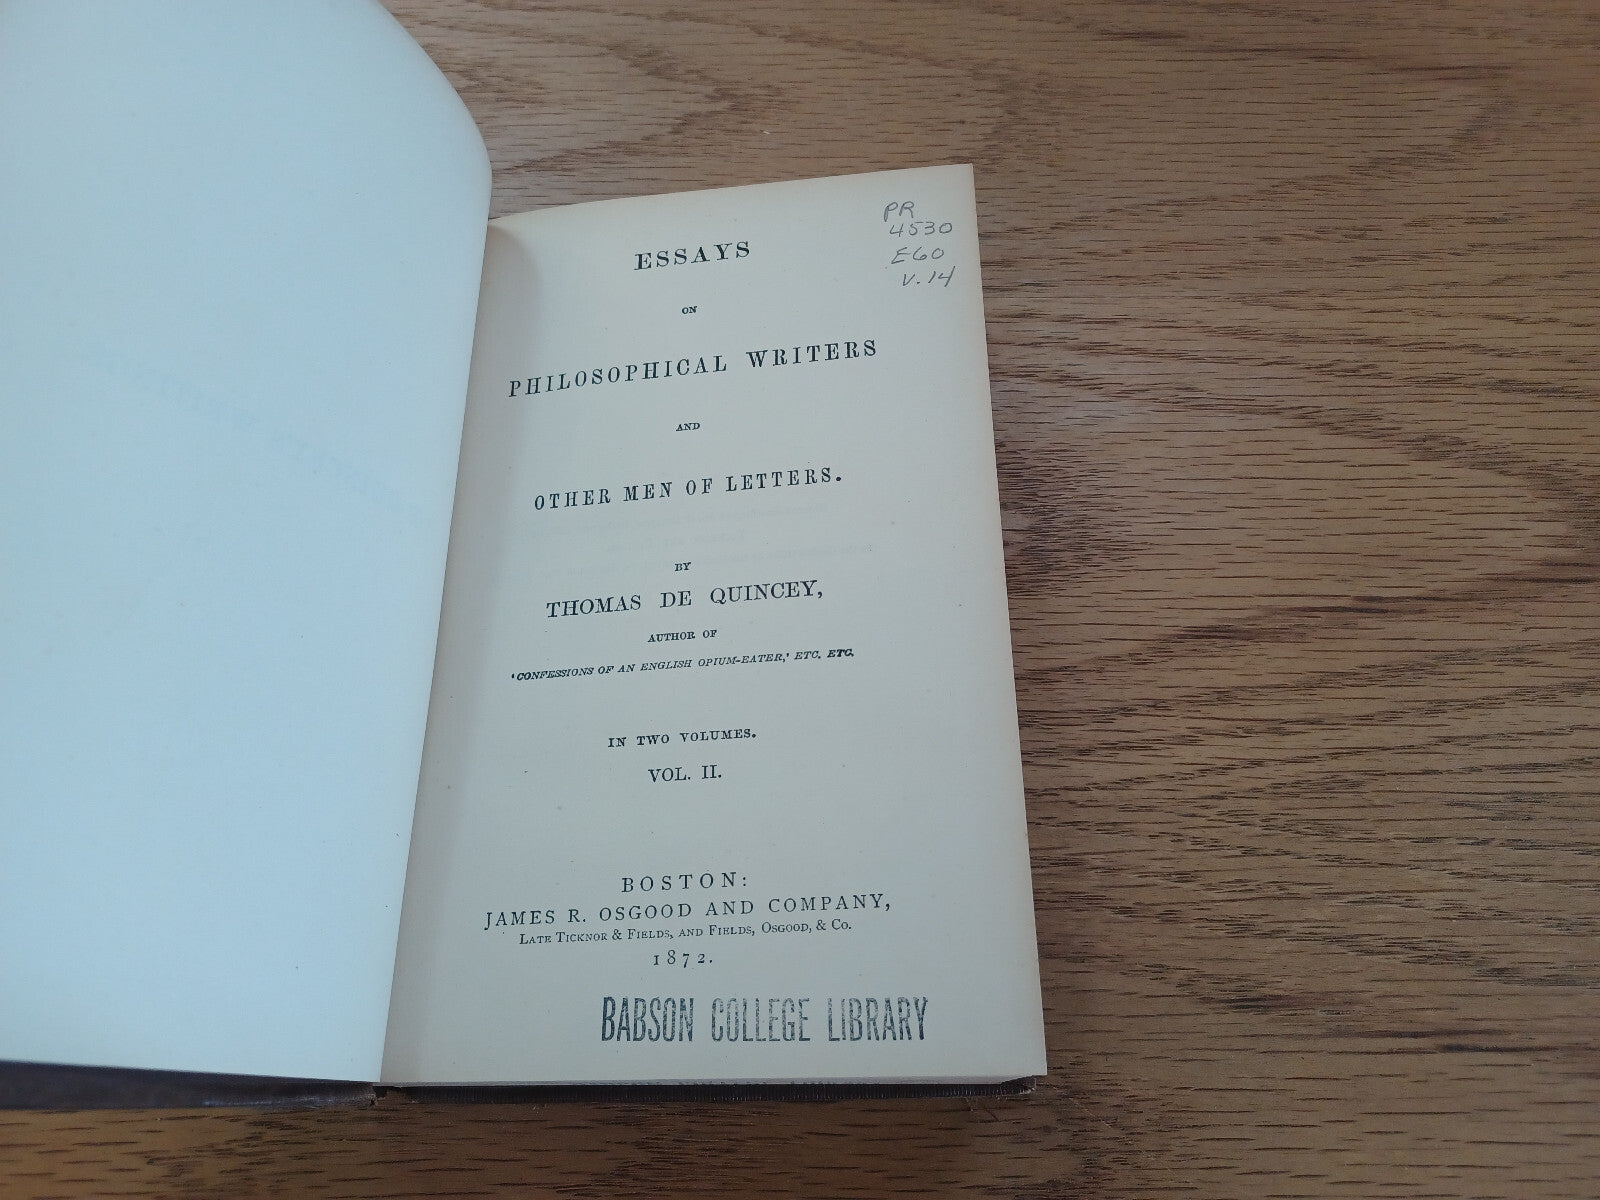 PR
4530
E60
v.14
ESSAYS
ON
PHILOSOPHICAL WRITERS
AND
OTHER MEN OF LETTERS.
BY
THOMAS DE QUINCEY,
AUTHOR OF
'CONFESSIONS OF AN ENGLISH OPIUM-EATER,' ETC. ETC.
IN TWO VOLUMES.
VOL. II.
BOSTON:
JAMES R. OSGOOD AND COMPANY,
LATE TICKNOR & FIELDS, AND FIELDS, OSGOOD, & CO.
1872.
BABSON COLLEGE LIBRARY